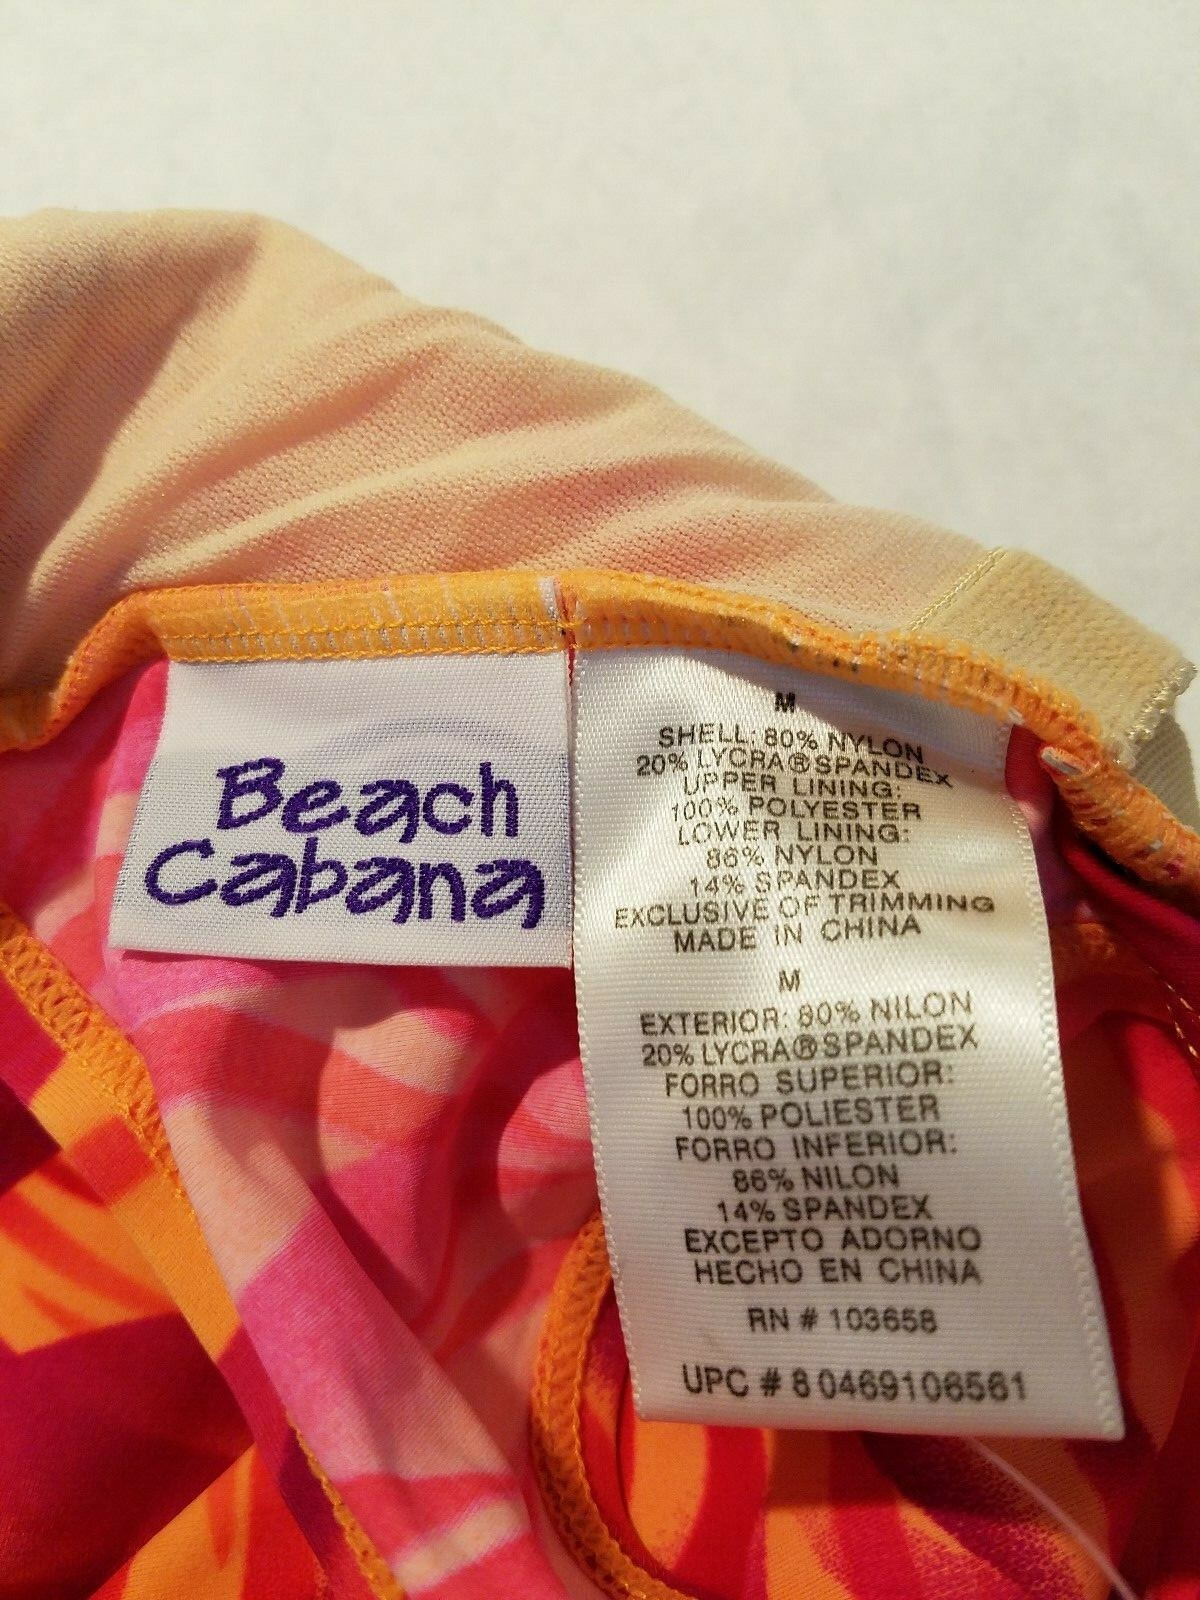 Beach
Cabana
M
SHELL: 80% NYLON
20% LYCRA®SPANDEX
UPPER LINING:
100% POLYESTER
LOWER LINING:
86% NYLON
14% SPANDEX
EXCLUSIVE OF TRIMMING
MADE IN CHINA
M
EXTERIOR: 80% NILON
20% LYCRA®SPANDEX
FORRO SUPERIOR:
100% POLIESTER
FORRO INFERIOR:
86% NILON
14% SPANDEX
EXCEPTO ADORNO
HECHO EN CHINA
RN # 103658
UPC # 8 0469106561